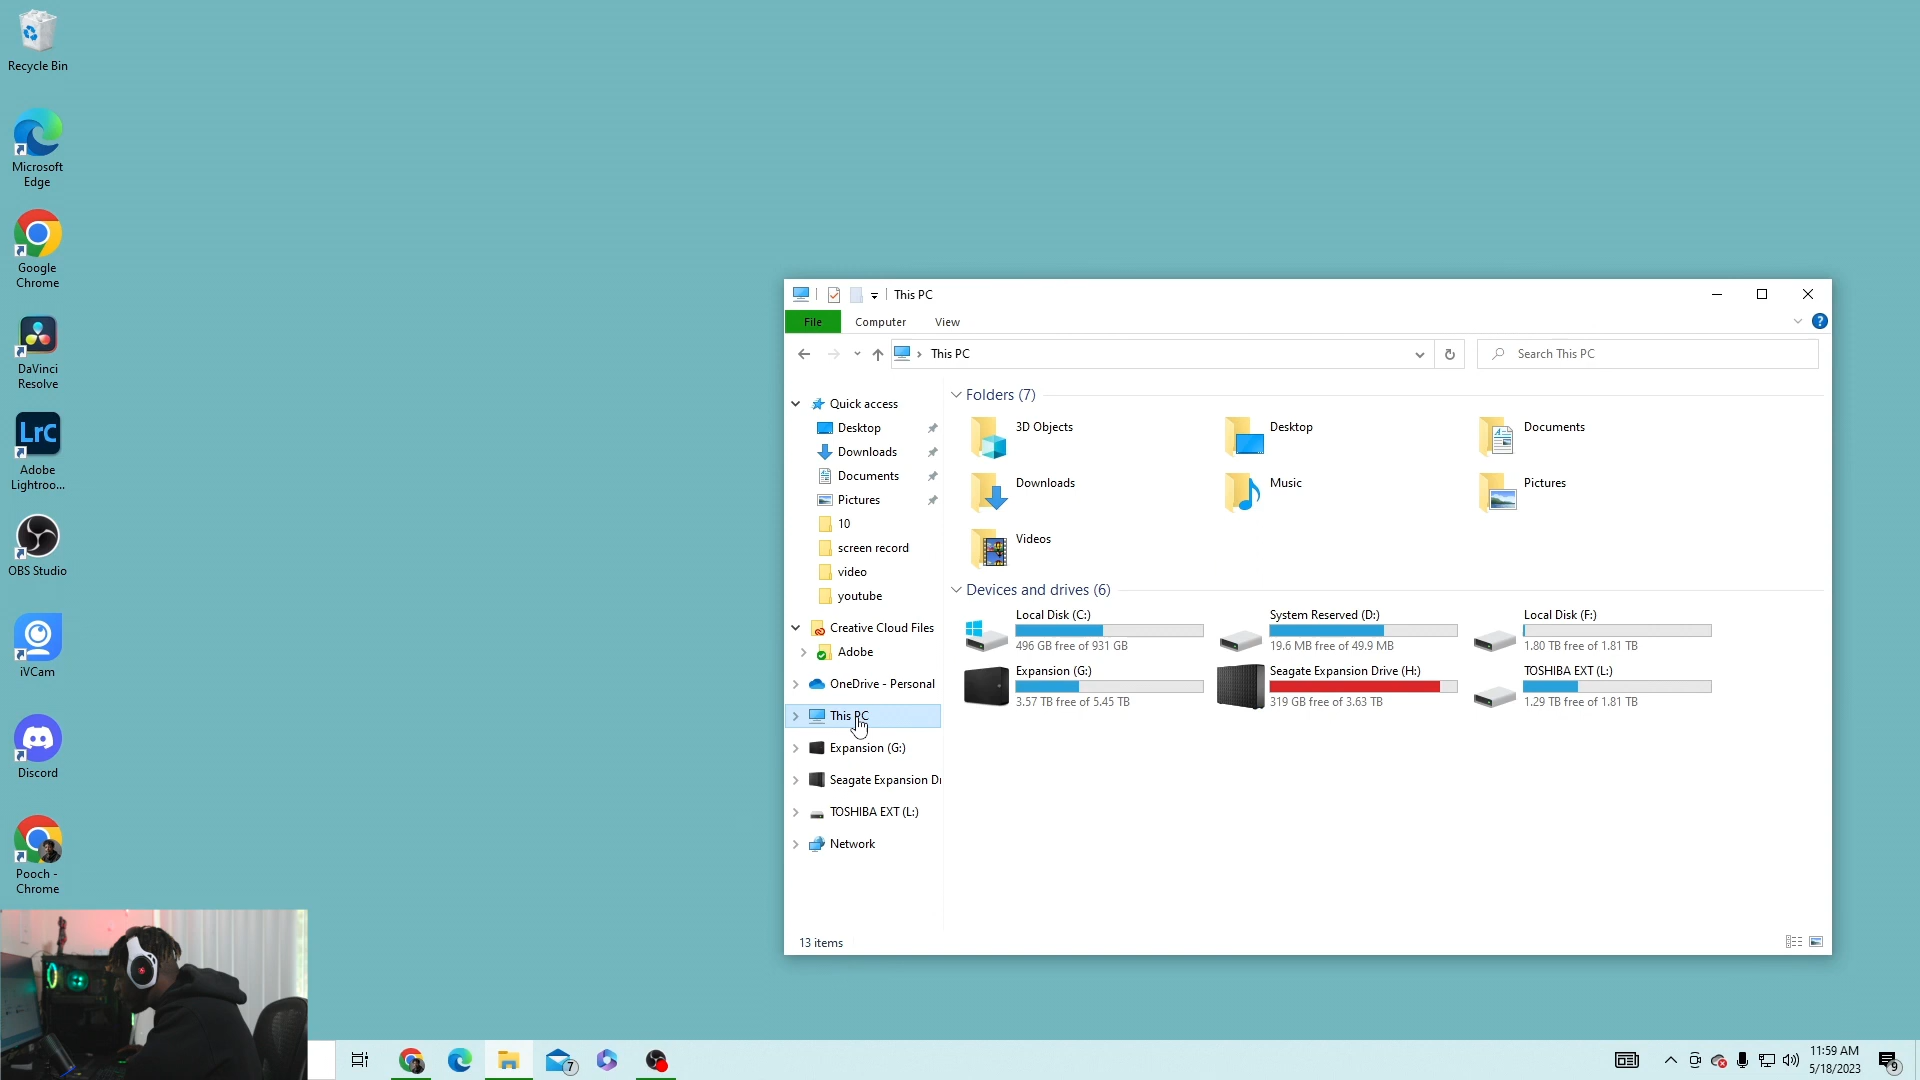 Recycle Bin
Microsoft
Edge
Google
Chrome
DaVinci
Resolve
LrC
Adobe
Lightroo...
OBS Studio
iVCam
Discord
Pooch -
Chrome
This PC
File Computer View
?
This PC
Search This PC
Quick access
Desktop
Downloads
Documents
Pictures
10
screen record
video
youtube
Creative Cloud Files
Adobe
OneDrive - Personal
This PC
Expansion (G:)
Seagate Expansion Dr
TOSHIBA EXT (L:)
Network
Folders (7)
3D Objects
Desktop
Documents
Downloads
Music
Pictures
Videos
Devices and drives (6)
Local Disk (C:)
496 GB free of 931 GB
System Reserved (D:)
19.6 MB free of 49.9 MB
Local Disk (F:)
1.80 TB free of 1.81 TB
Expansion (G:)
3.57 TB free of 5.45 TB
Seagate Expansion Drive (H:)
319 GB free of 3.63 TB
TOSHIBA EXT (L:)
1.29 TB free of 1.81 TB
13 items
7
11:59 AM
5/18/2023
9